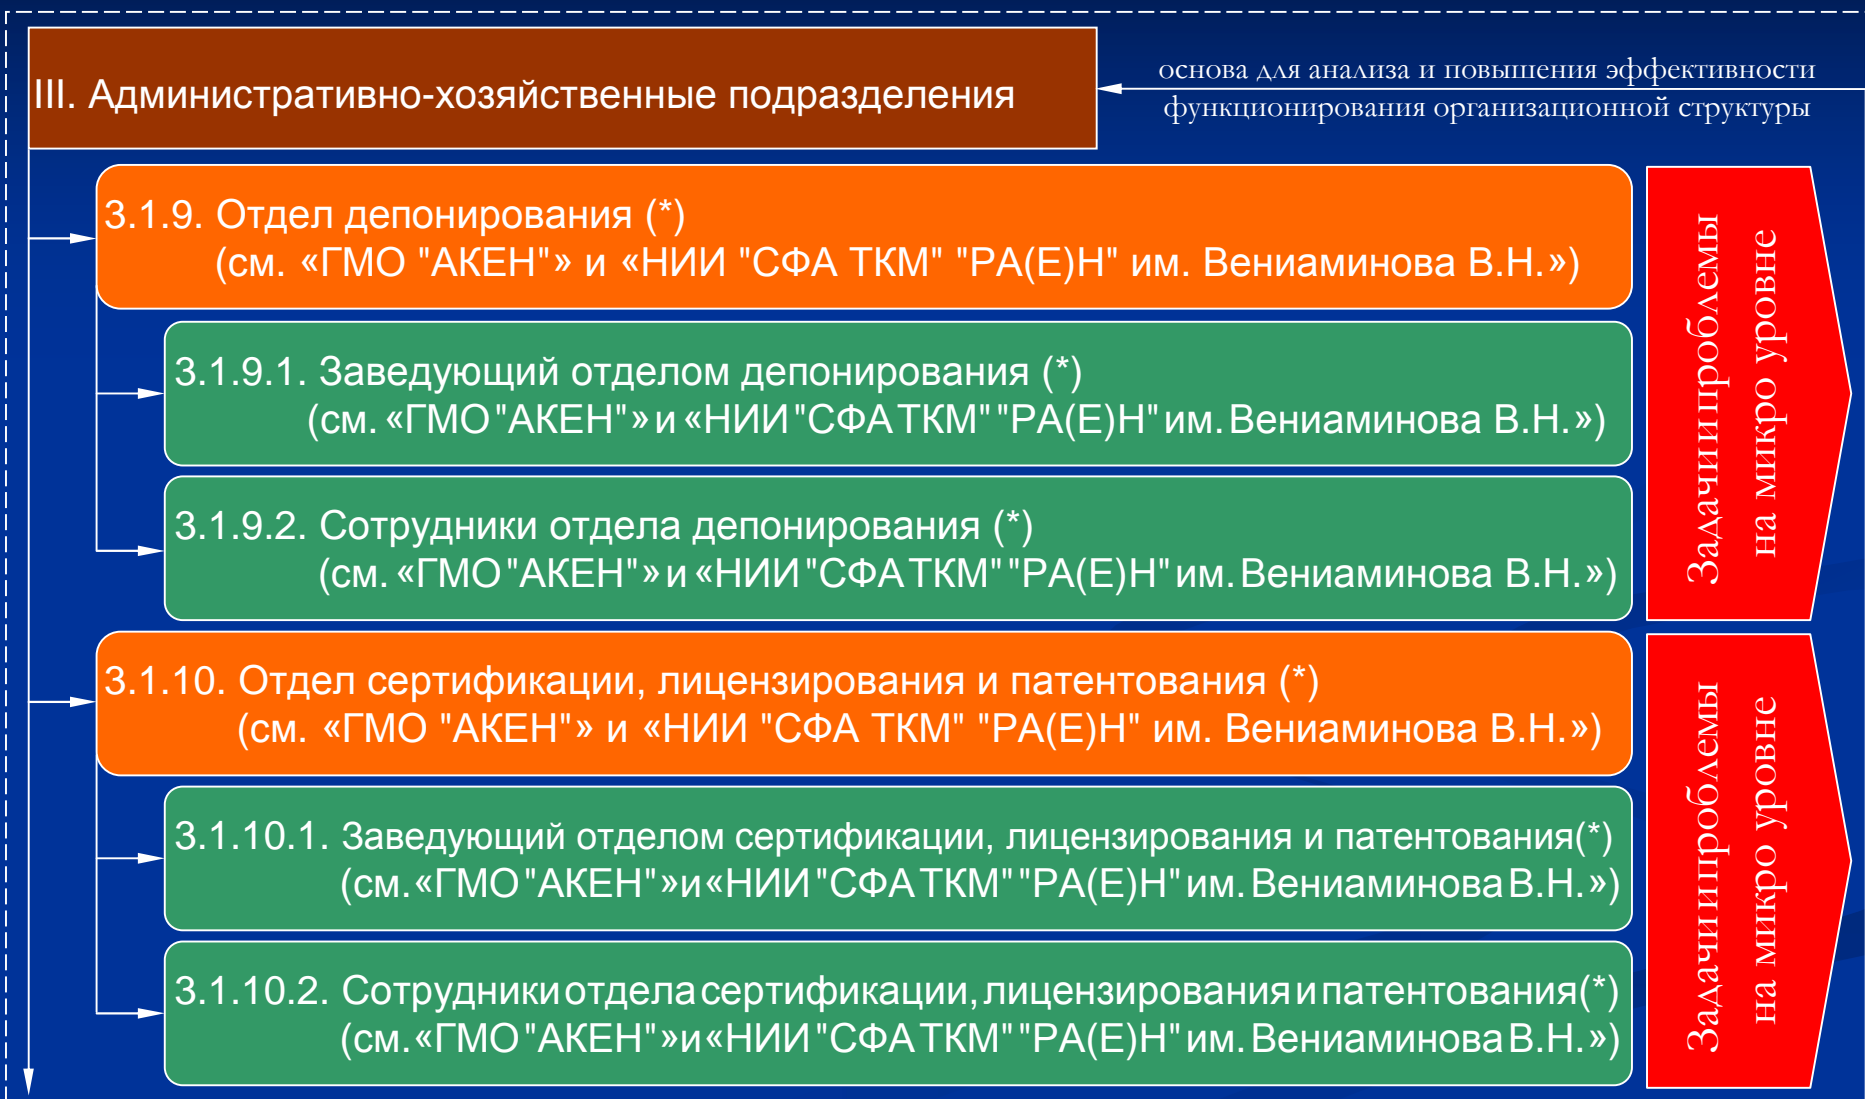 III. Административно-хозяйственные подразделения
основа для анализа и повышения эффективности
функционирования организационной структуры
3.1.9. Отдел депонирования (*)
(см. «ГМО "АКЕН"» и «НИИ "СФА ТКМ" "РА(Е)Н" им. Вениаминова В.Н.»)
3.1.9.1. Заведующий отделом депонирования (*)
(см. «ГМО "АКЕН"» и «НИИ "СФА ТКМ" "РА(Е)Н" им. Вениаминова В.Н.»)
3.1.9.2. Сотрудники отдела депонирования (*)
(см. «ГМО "АКЕН"» и «НИИ "СФА ТКМ" "РА(Е)Н" им. Вениаминова В.Н.»)
Задачи и проблемы
на микро уровне
3.1.10. Отдел сертификации, лицензирования и патентования (*)
(см. «ГМО "АКЕН"» и «НИИ "СФА ТКМ" "РА(Е)Н" им. Вениаминова В.Н.»)
3.1.10.1. Заведующий отделом сертификации, лицензирования и патентования(*)
(см. «ГМО "АКЕН"» и «НИИ "СФА ТКМ" "РА(Е)Н" им. Вениаминова В.Н.»)
3.1.10.2. Сотрудники отдела сертификации, лицензирования и патентования(*)
(см. «ГМО "АКЕН"» и «НИИ "СФА ТКМ" "РА(Е)Н" им. Вениаминова В.Н.»)
Задачи и проблемы
на микро уровне